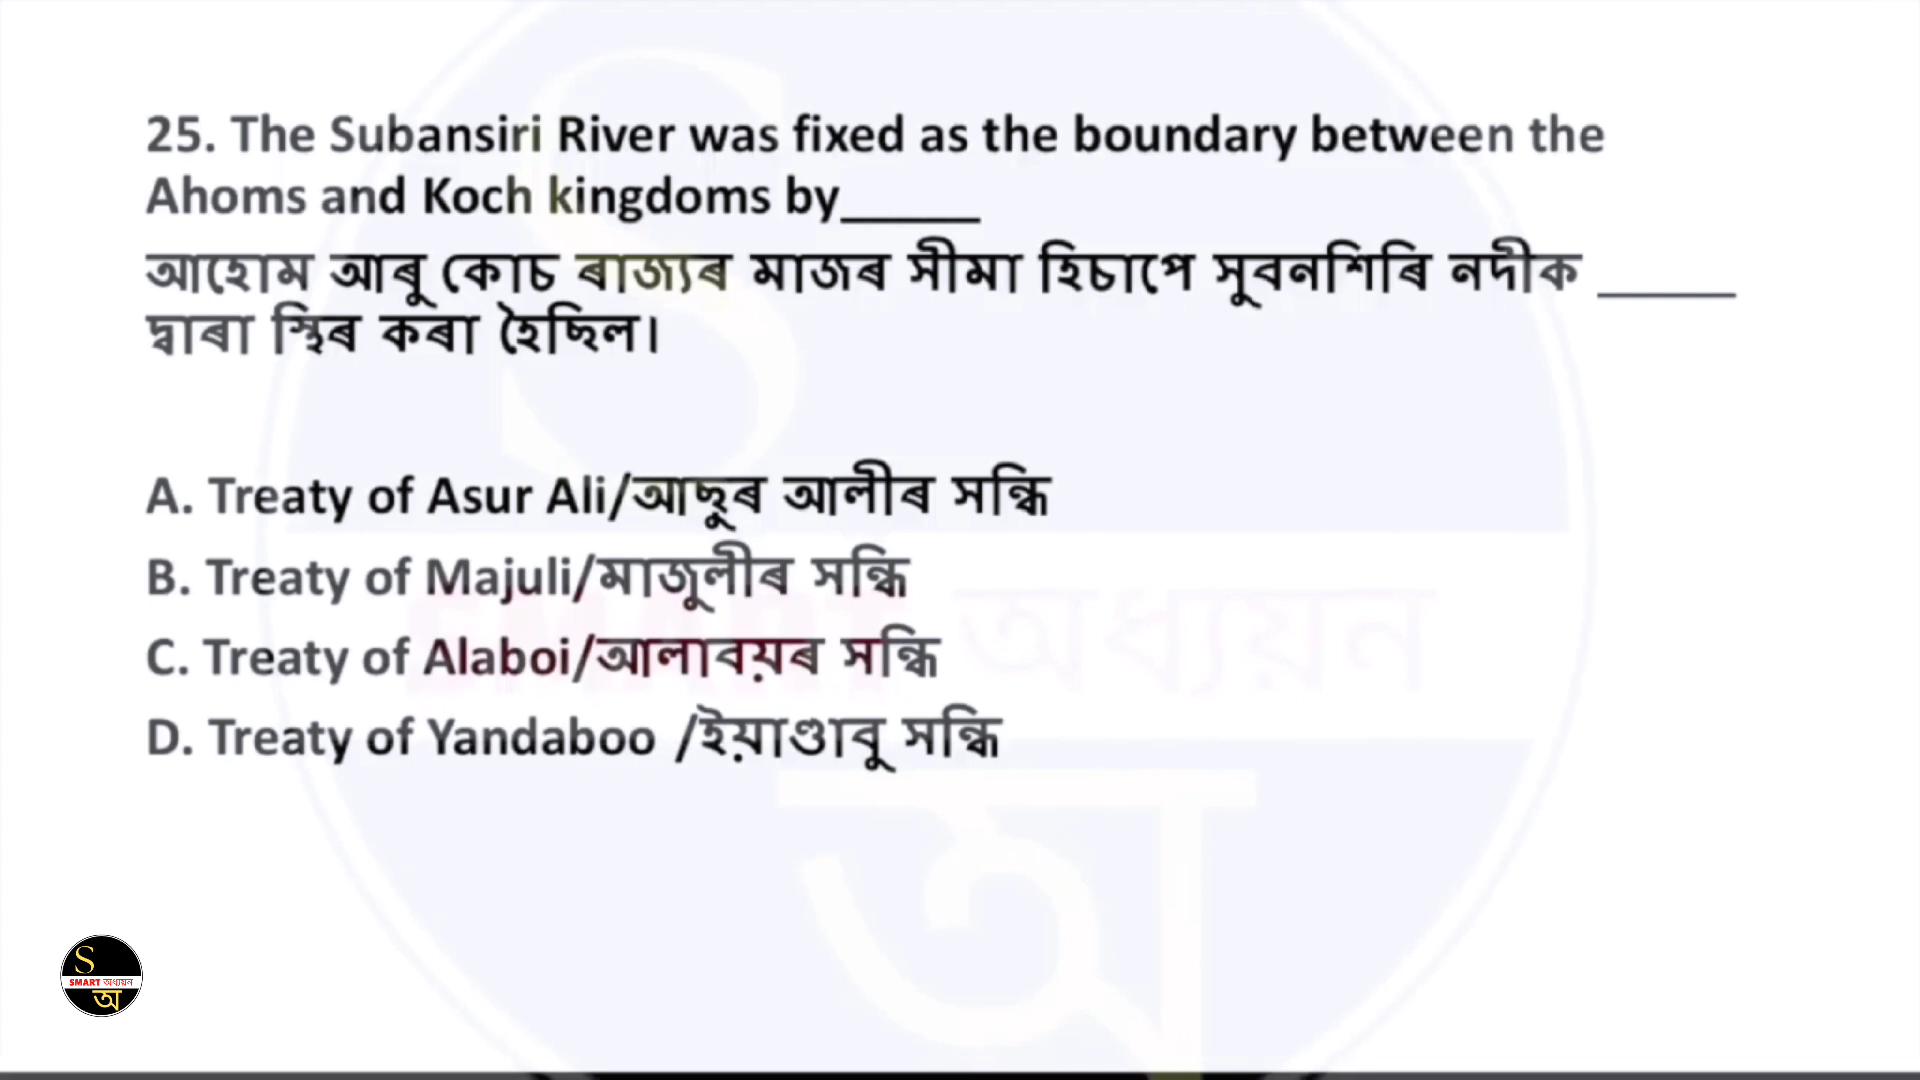 25. The Subansiri River was fixed as the boundary between the
Ahoms and Koch kingdoms by_____
আহোম আৰু কোচ ৰাজ্যৰ মাজৰ সীমা হিচাপে সুবনশিৰি নদীক _____
দ্বাৰা স্থিৰ কৰা হৈছিল।
A. Treaty of Asur Ali/আছুৰ আলীৰ সন্ধি
B. Treaty of Majuli/মাজুলীৰ সন্ধি
C. Treaty of Alaboi/আলাবয়ৰ সন্ধি
D. Treaty of Yandaboo /ইয়াণ্ডাবু সন্ধি
S
SMART অধ্যয়ন
অ